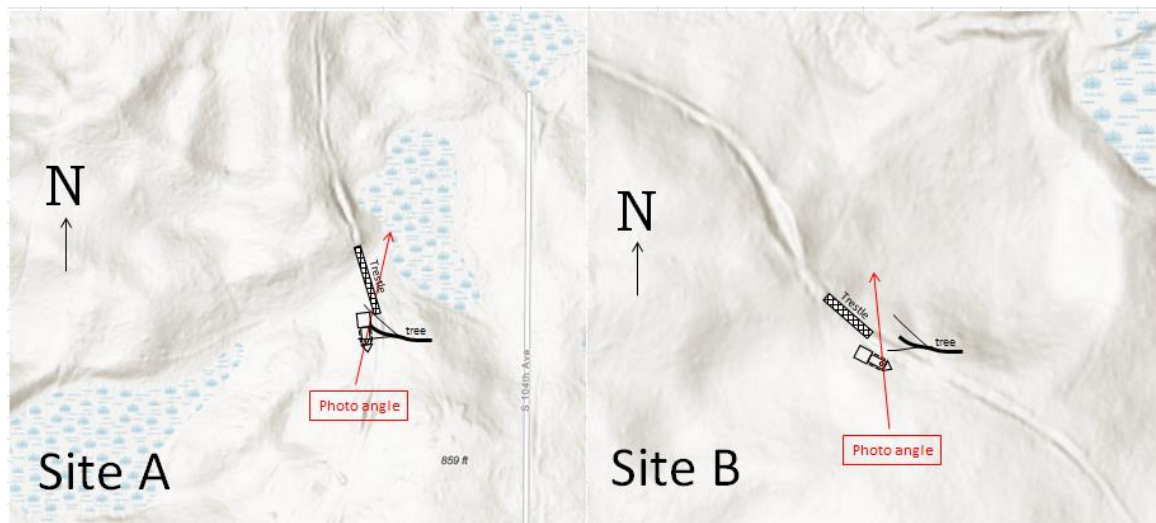 N
Trestle
tree
Photo angle
S 104th Ave
859 ft
Site A
N
Trestle
tree
Photo angle
Site B